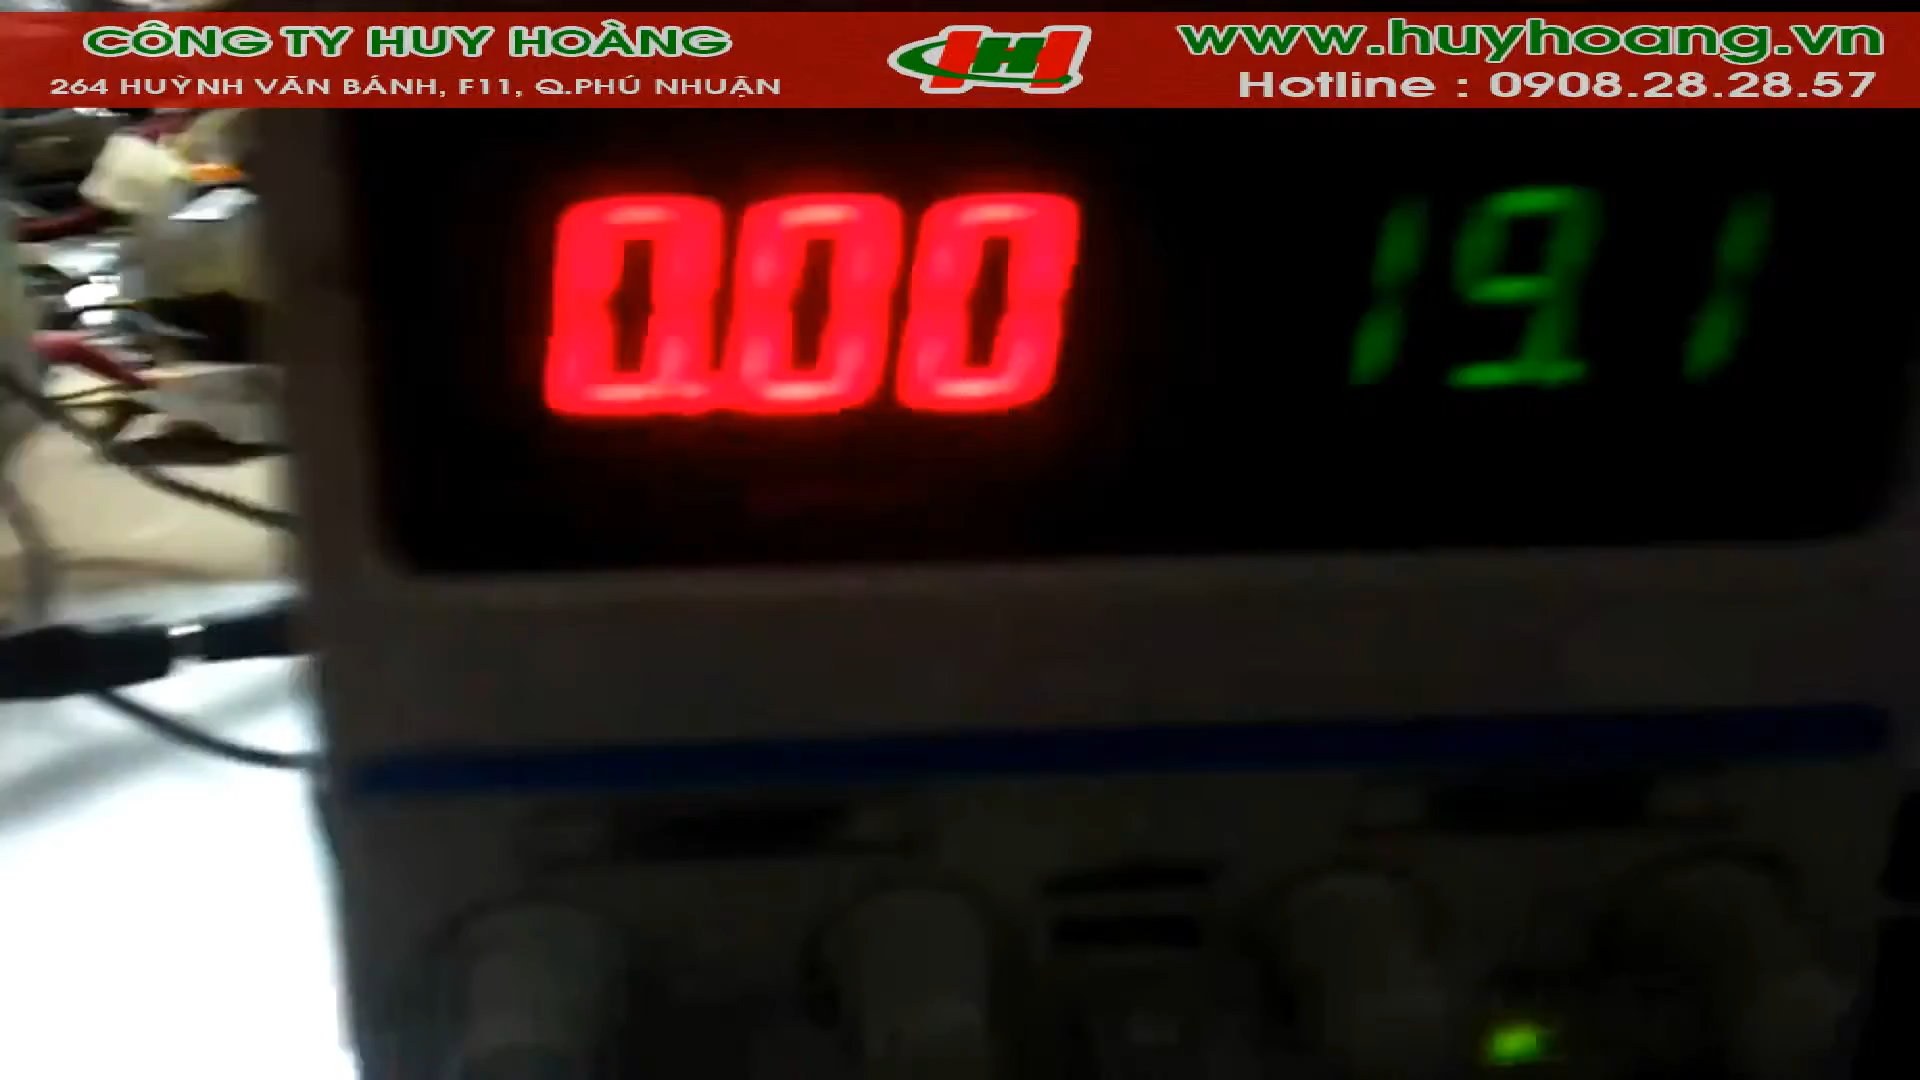 CÔNG TY HUY HOÀNG
264 HUỲNH VĂN BÁNH, F11, Q.PHÚ NHUẬN
H
www.huyhoang.vn
Hotline : 0908.28.28.57
0.00
19.1